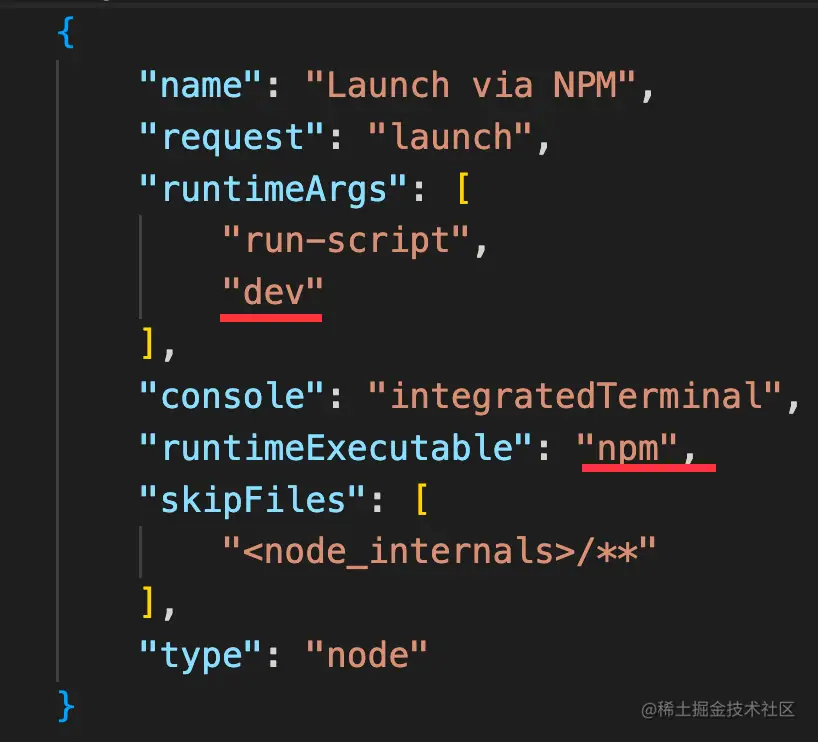 {
"name": "Launch via NPM",
"request": "launch",
"runtimeArgs": [
"run-script",
"dev"
],
"console": "integratedTerminal",
"runtimeExecutable": "npm",
"skipFiles": [
"<node_internals>/**"
],
"type": "node"
}
@稀土掘金技术社区